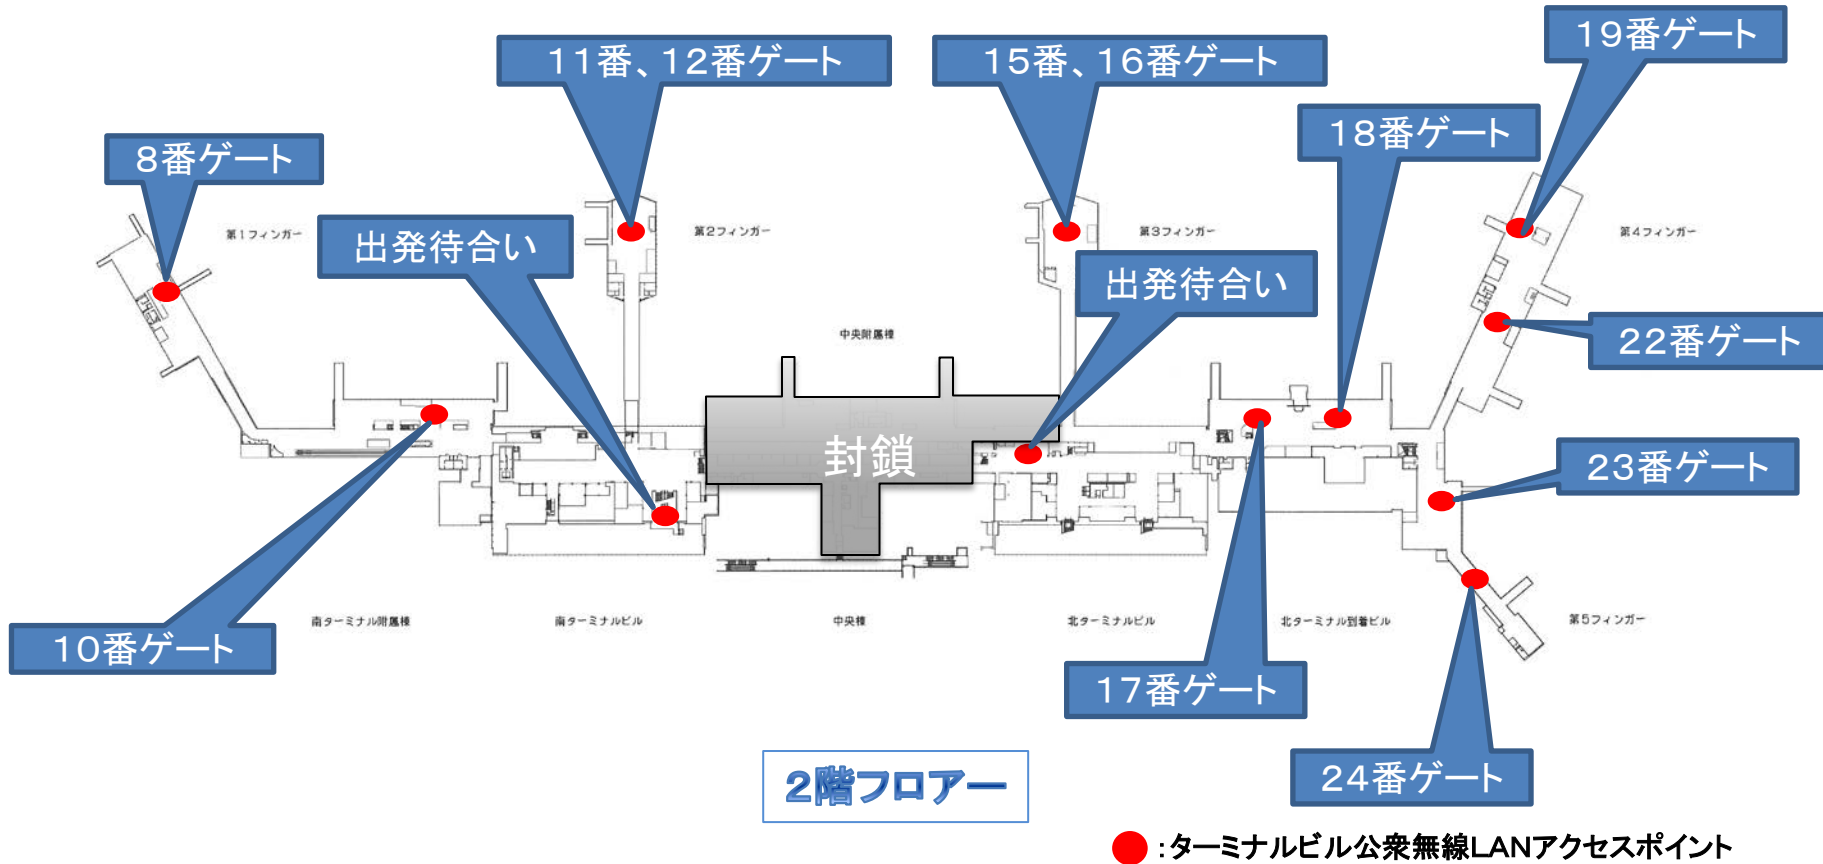 19番ゲート
11番、12番ゲート
15番、16番ゲート
18番ゲート
8番ゲート
第1フィンガー
出発待合い
第2フィンガー
第3フィンガー
第4フィンガー
出発待合い
中央附属棟
22番ゲート
封鎖
23番ゲート
南ターミナル附属棟
南ターミナルビル
中央棟
北ターミナルビル
北ターミナル到着ビル
第5フィンガー
10番ゲート
17番ゲート
24番ゲート
2階フロアー
:ターミナルビル公衆無線LANアクセスポイント